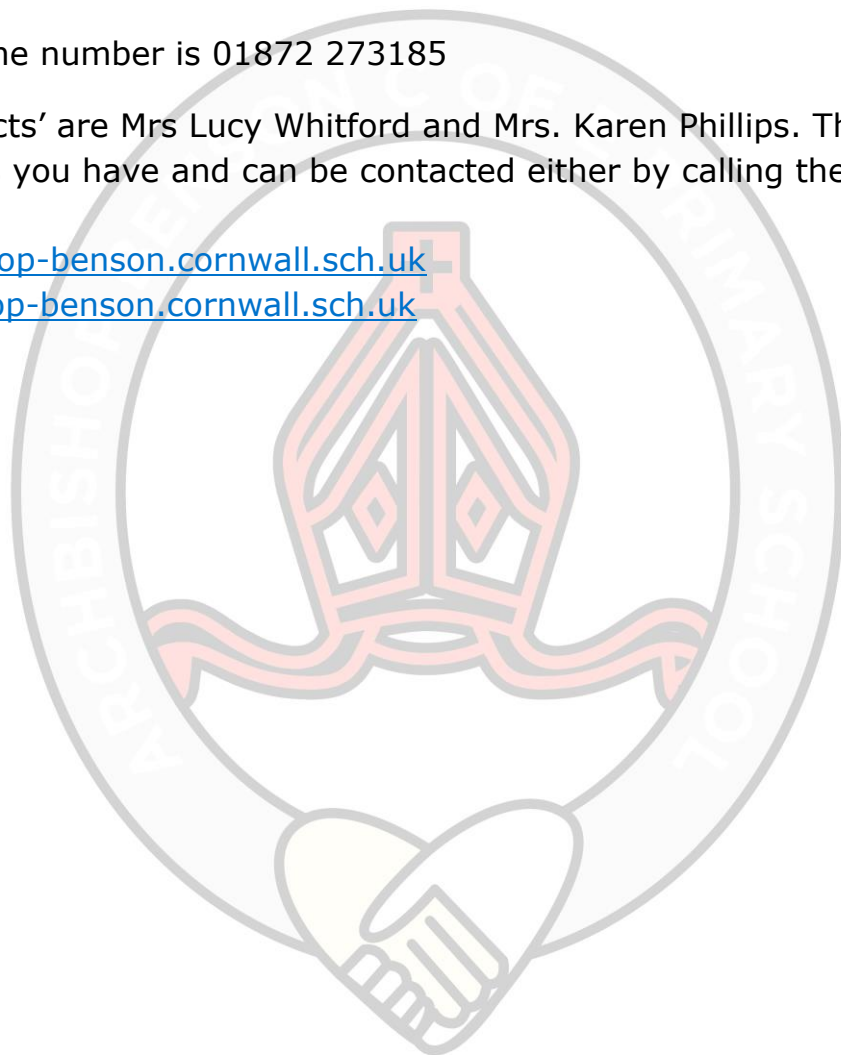 ne number is 01872 273185
cts’ are Mrs Lucy Whitford and Mrs. Karen Phillips. Th
you have and can be contacted either by calling the
op-benson.cornwall.sch.uk
op-benson.cornwall.sch.uk
ARCHBISHOP BENSON C OF E PRIMARY SCHOOL